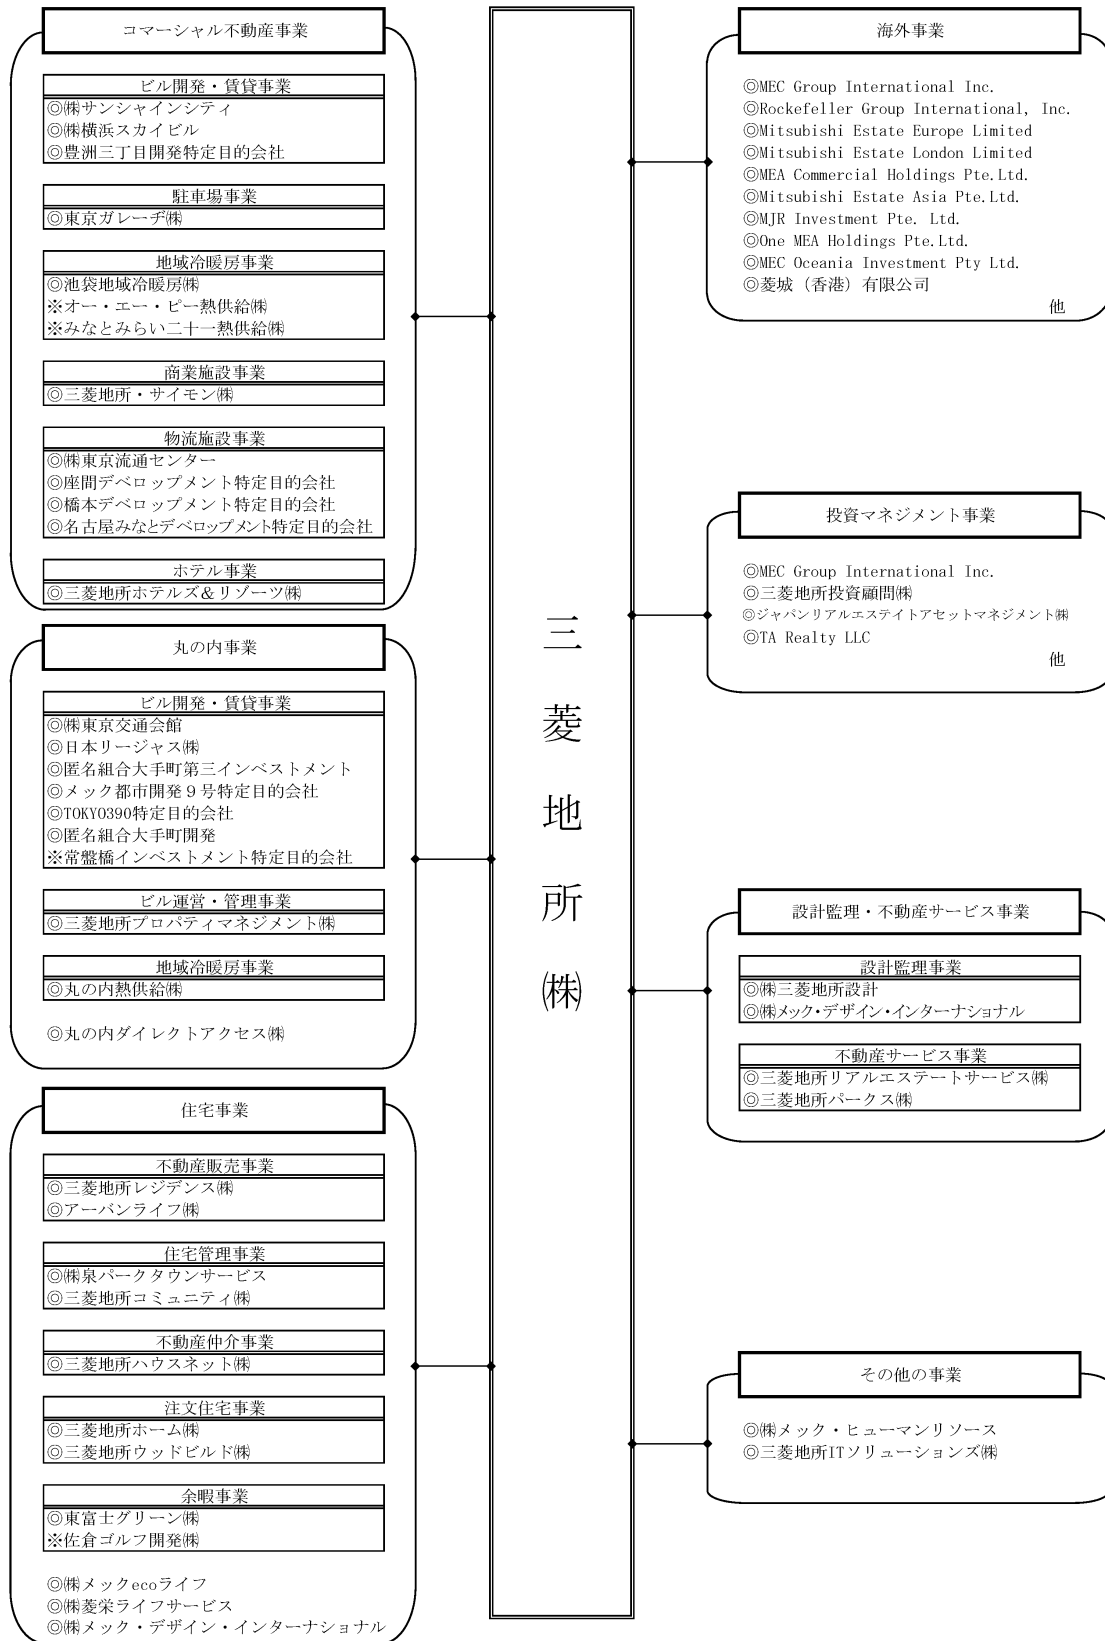 コマーシャル不動産事業
ビル開発・賃貸事業
◎㈱サンシャインシティ
◎㈱横浜スカイビル
◎豊洲三丁目開発特定目的会社
駐車場事業
◎東京ガレーヂ㈱
地域冷暖房事業
◎池袋地域冷暖房㈱
※オー・エー・ピー熱供給㈱
※みなとみらい二十一熱供給㈱
商業施設事業
◎三菱地所・サイモン㈱
物流施設事業
◎㈱東京流通センター
◎座間デベロップメント特定目的会社
◎橋本デベロップメント特定目的会社
◎名古屋みなとデベロップメント特定目的会社
ホテル事業
◎三菱地所ホテルズ＆リゾーツ㈱
丸の内事業
ビル開発・賃貸事業
◎㈱東京交通会館
◎日本リージャス㈱
◎匿名組合大手町第三インベストメント
◎メック都市開発９号特定目的会社
◎TOKYO390特定目的会社
◎匿名組合大手町開発
※常盤橋インベストメント特定目的会社
ビル運営・管理事業
◎三菱地所プロパティマネジメント㈱
地域冷暖房事業
◎丸の内熱供給㈱
◎丸の内ダイレクトアクセス㈱
住宅事業
不動産販売事業
◎三菱地所レジデンス㈱
◎アーバンライフ㈱
住宅管理事業
◎㈱泉パークタウンサービス
◎三菱地所コミュニティ㈱
不動産仲介事業
◎三菱地所ハウスネット㈱
注文住宅事業
◎三菱地所ホーム㈱
◎三菱地所ウッドビルド㈱
余暇事業
◎東富士グリーン㈱
※佐倉ゴルフ開発㈱
◎㈱メックecoライフ
◎㈱菱栄ライフサービス
◎㈱メック・デザイン・インターナショナル
三菱地所㈱
海外事業
◎MEC Group International Inc.
◎Rockefeller Group International, Inc.
◎Mitsubishi Estate Europe Limited
◎Mitsubishi Estate London Limited
◎MEA Commercial Holdings Pte.Ltd.
◎Mitsubishi Estate Asia Pte.Ltd.
◎MJR Investment Pte. Ltd.
◎One MEA Holdings Pte.Ltd.
◎MEC Oceania Investment Pty Ltd.
◎菱城（香港）有限公司
他
投資マネジメント事業
◎MEC Group International Inc.
◎三菱地所投資顧問㈱
◎ジャパンリアルエステイトアセットマネジメント㈱
◎TA Realty LLC
他
設計監理・不動産サービス事業
設計監理事業
◎㈱三菱地所設計
◎㈱メック・デザイン・インターナショナル
不動産サービス事業
◎三菱地所リアルエステートサービス㈱
◎三菱地所パークス㈱
その他の事業
◎㈱メック・ヒューマンリソース
◎三菱地所ITソリューションズ㈱